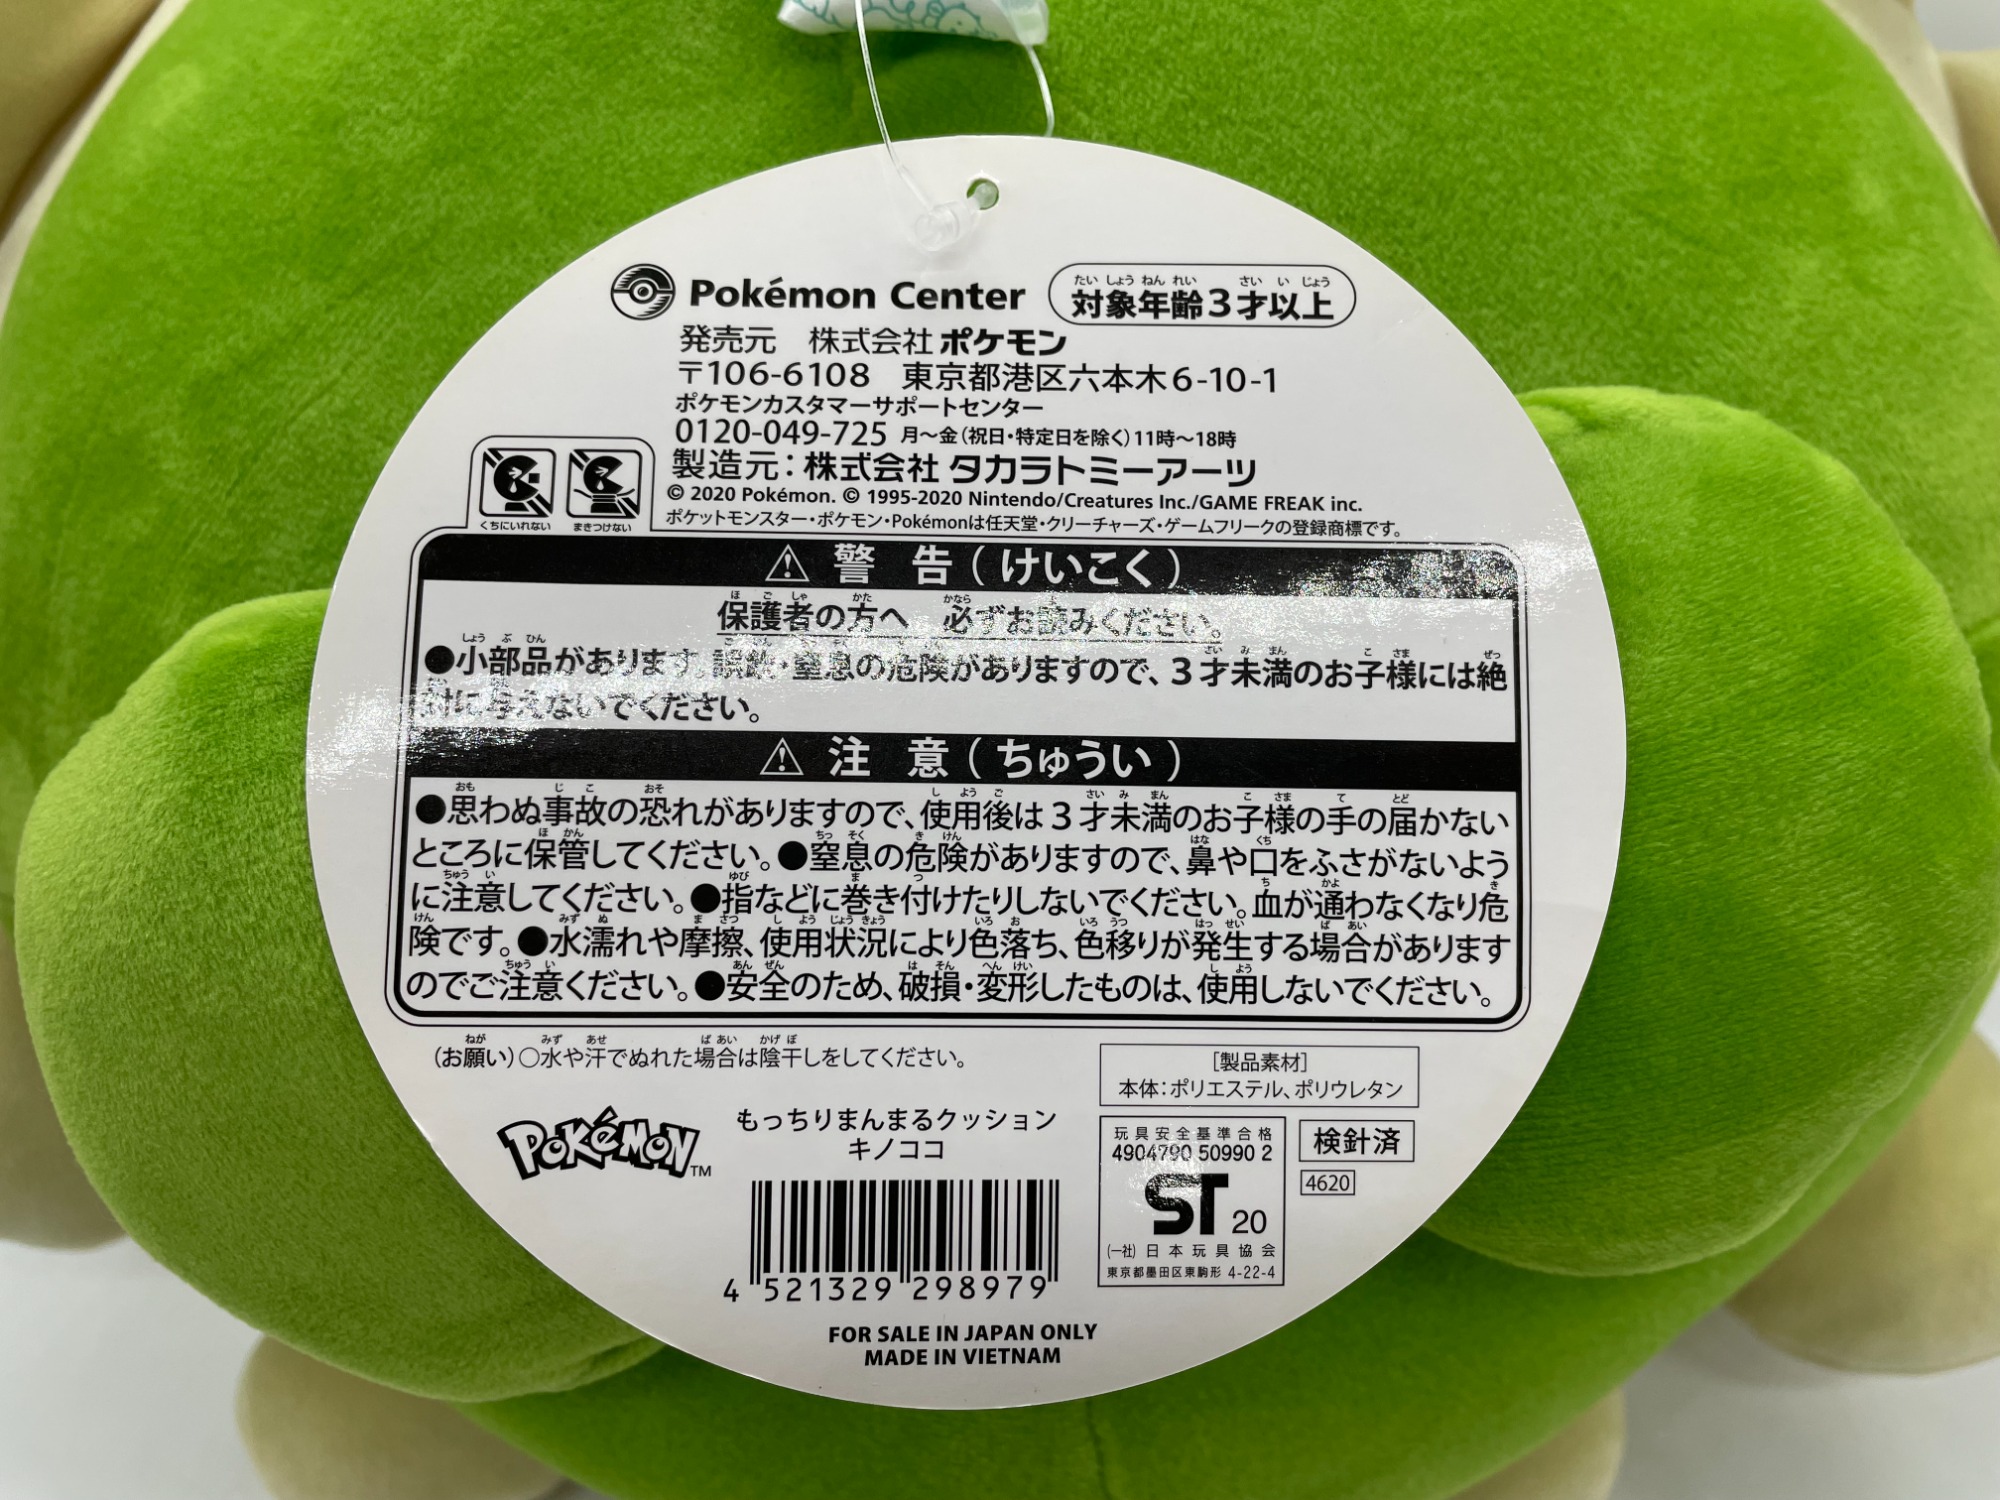 Pokémon Center 対象年齢3才以上
発売元 株式会社ポケモン
〒106-6108 東京都港区六本木6-10-1
ポケモンカスタマーサポートセンター
0120-049-725 月～金(祝日・特定日を除く)11時～18時
製造元：株式会社 タカラトミーアーツ
© 2020 Pokémon. © 1995-2020 Nintendo/Creatures Inc./GAME FREAK inc.
ポケットモンスター・ポケモン・Pokémonは任天堂・クリーチャーズ・ゲームフリークの登録商標です。
くちにいれない まきつけない
⚠ 警 告(けいこく)
保護者の方へ 必ずお読みください。
●小部品があります。誤飲・窒息の危険がありますので、3才未満のお子様には絶
対に与えないでください。
⚠ 注 意(ちゅうい)
●思わぬ事故の恐れがありますので、使用後は3才未満のお子様の手の届かない
ところに保管してください。●窒息の危険がありますので、鼻や口をふさがないよう
に注意してください。●指などに巻き付けたりしないでください。血が通わなくなり危
険です。●水濡れや摩擦、使用状況により色落ち、色移りが発生する場合があります
のでご注意ください。●安全のため、破損・変形したものは、使用しないでください。
(お願い)○水や汗でぬれた場合は陰干しをしてください。
[製品素材]
本体：ポリエステル、ポリウレタン
POKéMON TM
もっちりまんまるクッション
キノココ
4 521329 298979
玩具安全基準合格
4904790 50990 2
ST 20
(一社)日本玩具協会
東京都墨田区東駒形 4-22-4
検針済
4620
FOR SALE IN JAPAN ONLY
MADE IN VIETNAM